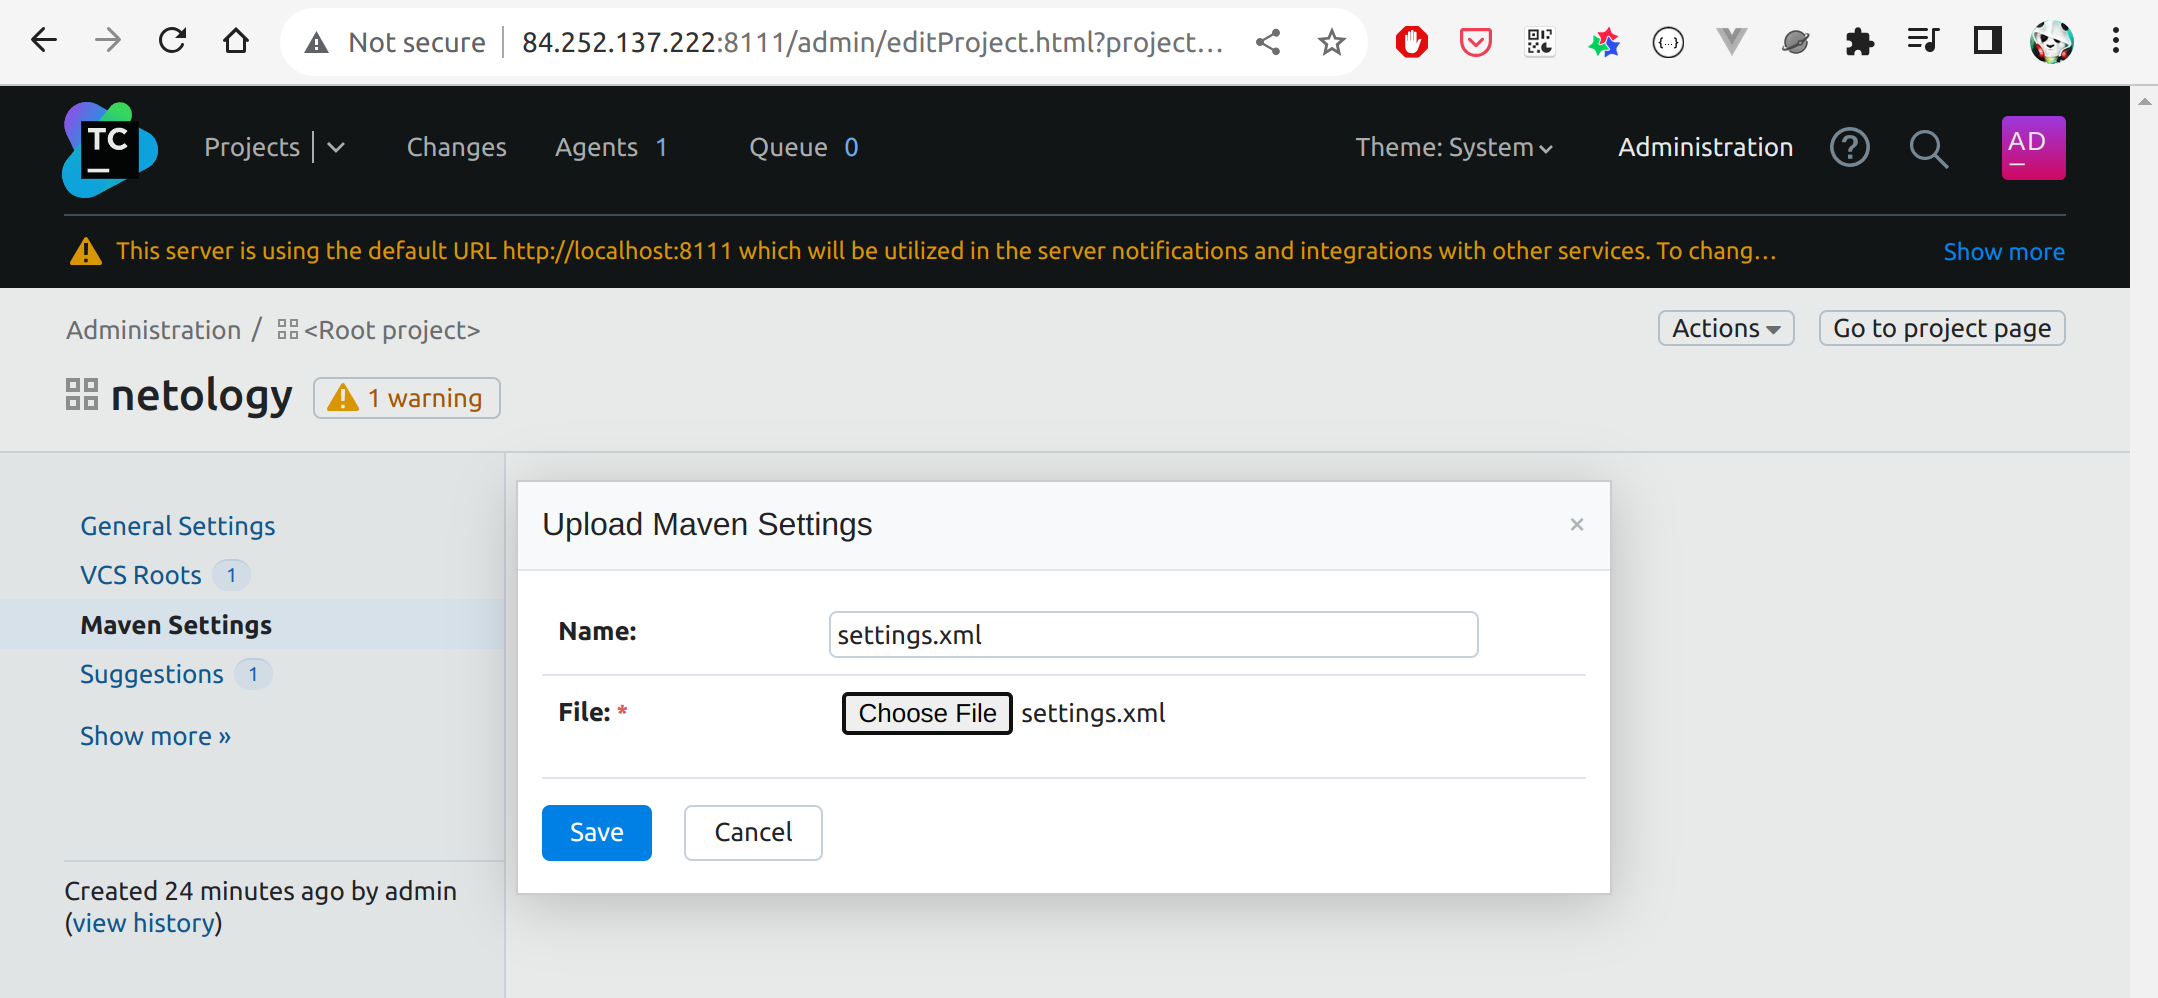 Not secure 84.252.137.222:8111/admin/editProject.html?project...
{...}
TC Projects Changes Agents 1 Queue 0 Theme: System Administration ? AD
This server is using the default URL http://localhost:8111 which will be utilized in the server notifications and integrations with other services. To chang... Show more
Administration / <Root project> Actions Go to project page
netology 1 warning
General Settings
VCS Roots 1
Maven Settings
Suggestions 1
Show more »
Created 24 minutes ago by admin
(view history)
Upload Maven Settings ×
Name: settings.xml
File: * Choose File settings.xml
Save Cancel